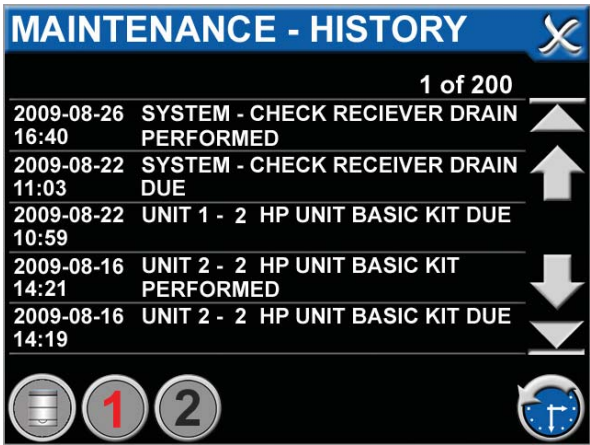 MAINTENANCE - HISTORY
1 of 200
2009-08-26 SYSTEM - CHECK RECIEVER DRAIN
16:40 PERFORMED
2009-08-22 SYSTEM - CHECK RECEIVER DRAIN
11:03 DUE
2009-08-22 UNIT 1 - 2 HP UNIT BASIC KIT DUE
10:59
2009-08-16 UNIT 2 - 2 HP UNIT BASIC KIT
14:21 PERFORMED
2009-08-16 UNIT 2 - 2 HP UNIT BASIC KIT DUE
14:19
1 2